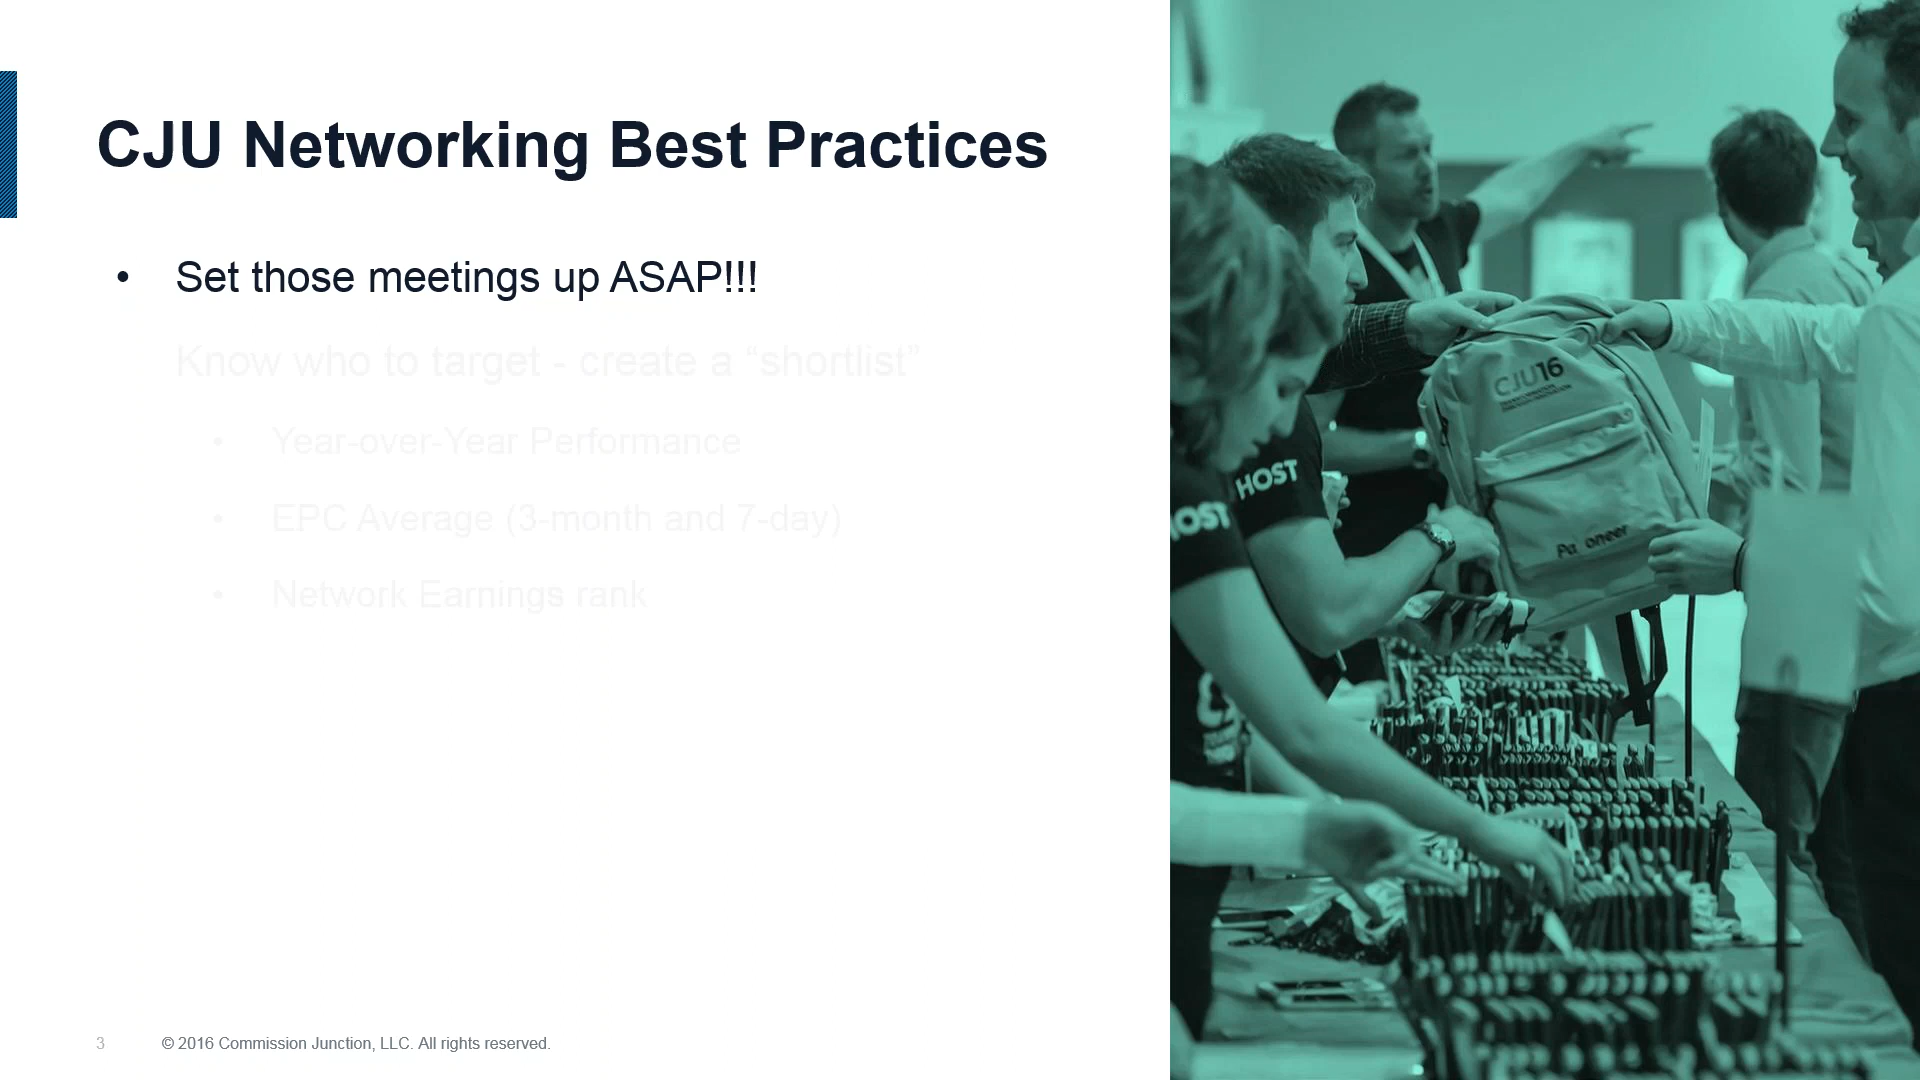 CJU Networking Best Practices
• Set those meetings up ASAP!!!
Know who to target - create a “shortlist”
• Year-over-Year Performance
• EPC Average (3-month and 7-day)
• Network Earnings rank
3 © 2016 Commission Junction, LLC. All rights reserved.
CJU16
HOST
HOST